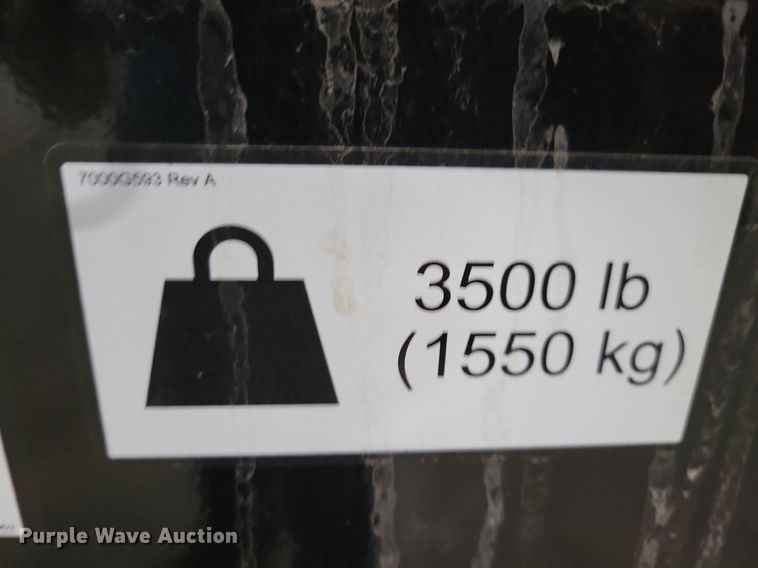 7000G593 Rev A
3500 lb
(1550 kg)
Purple Wave Auction